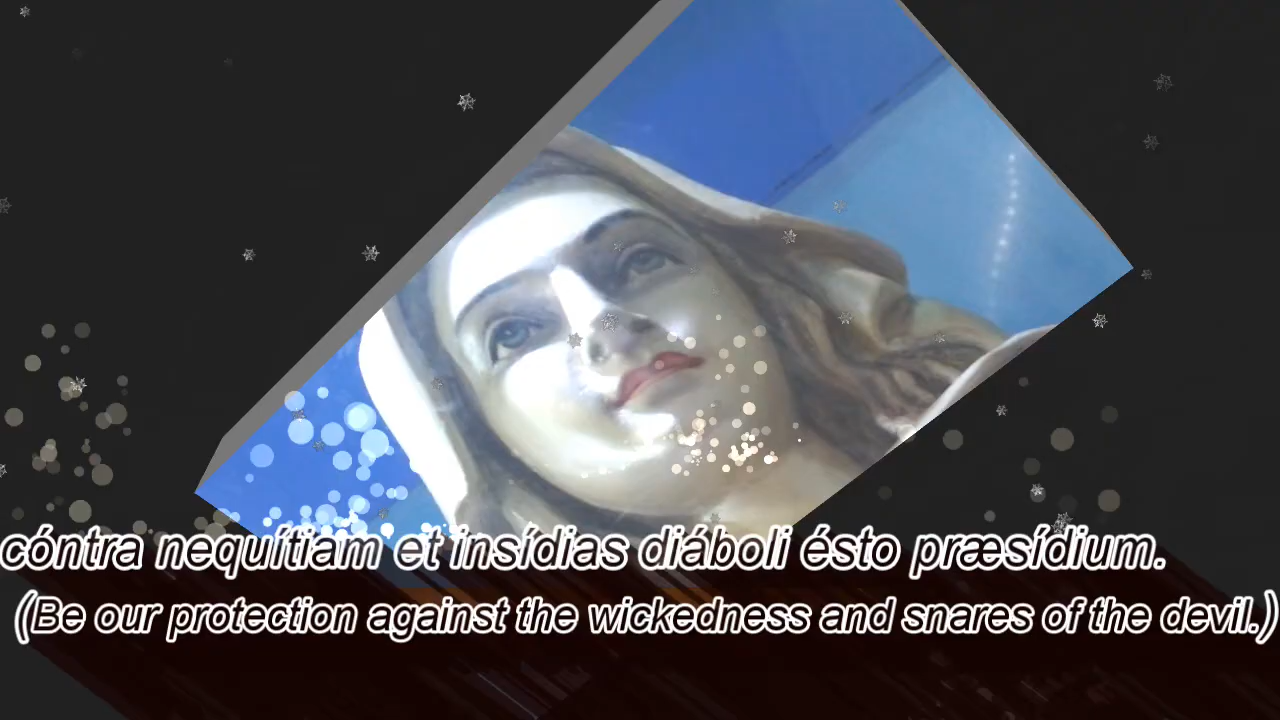 cóntra nequítiam et insídias diáboli ésto præsídium.
(Be our protection against the wickedness and snares of the devil.)